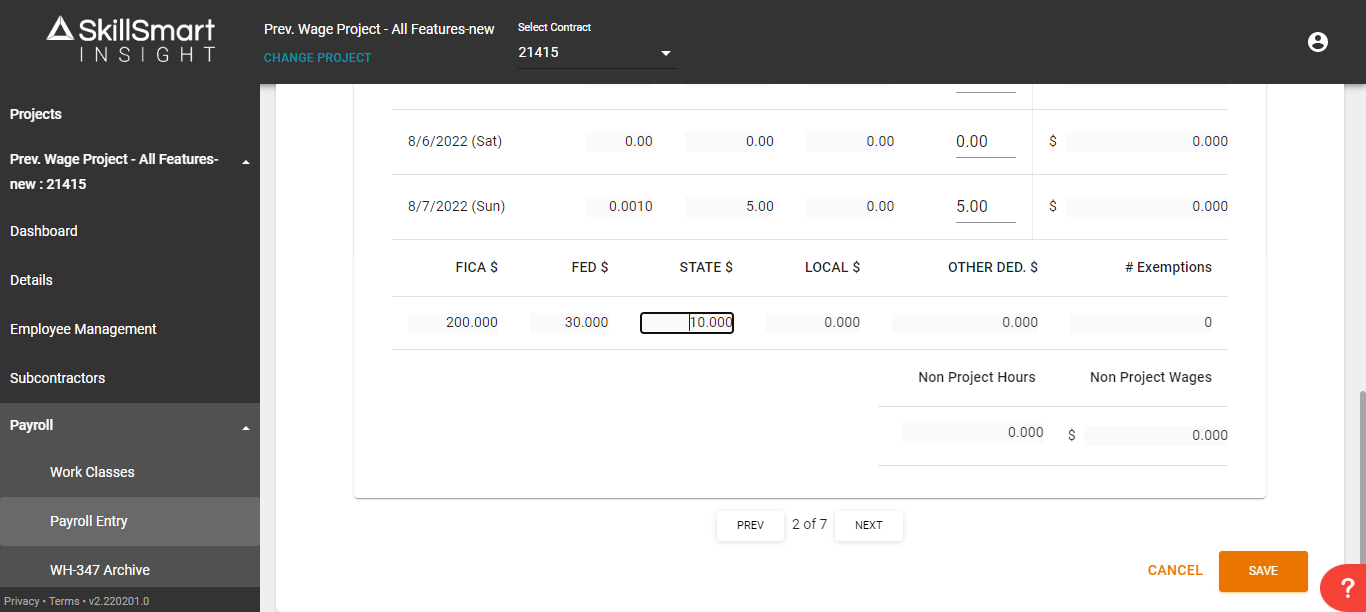 SkillSmart
INSIGHT
Prev. Wage Project - All Features-new
CHANGE PROJECT
Select Contract
21415
Projects
Prev. Wage Project - All Features-
new : 21415
Dashboard
Details
Employee Management
Subcontractors
Payroll
Work Classes
Payroll Entry
WH-347 Archive
Privacy • Terms • v2.220201.0
8/6/2022 (Sat) 0.00 0.00 0.00 0.00 $ 0.000
8/7/2022 (Sun) 0.0010 5.00 0.00 5.00 $ 0.000
FICA $ FED $ STATE $ LOCAL $ OTHER DED. $ # Exemptions
200.000 30.000 10.000 0.000 0.000 0
Non Project Hours Non Project Wages
0.000 $ 0.000
PREV 2 of 7 NEXT
CANCEL SAVE
?